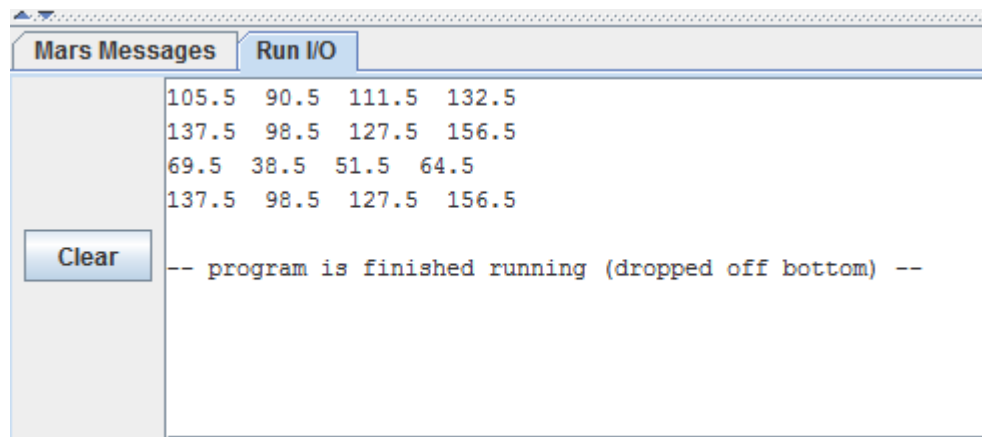 Mars Messages Run I/O
105.5  90.5  111.5  132.5
137.5  98.5  127.5  156.5
69.5  38.5  51.5  64.5
137.5  98.5  127.5  156.5
Clear
-- program is finished running (dropped off bottom) --